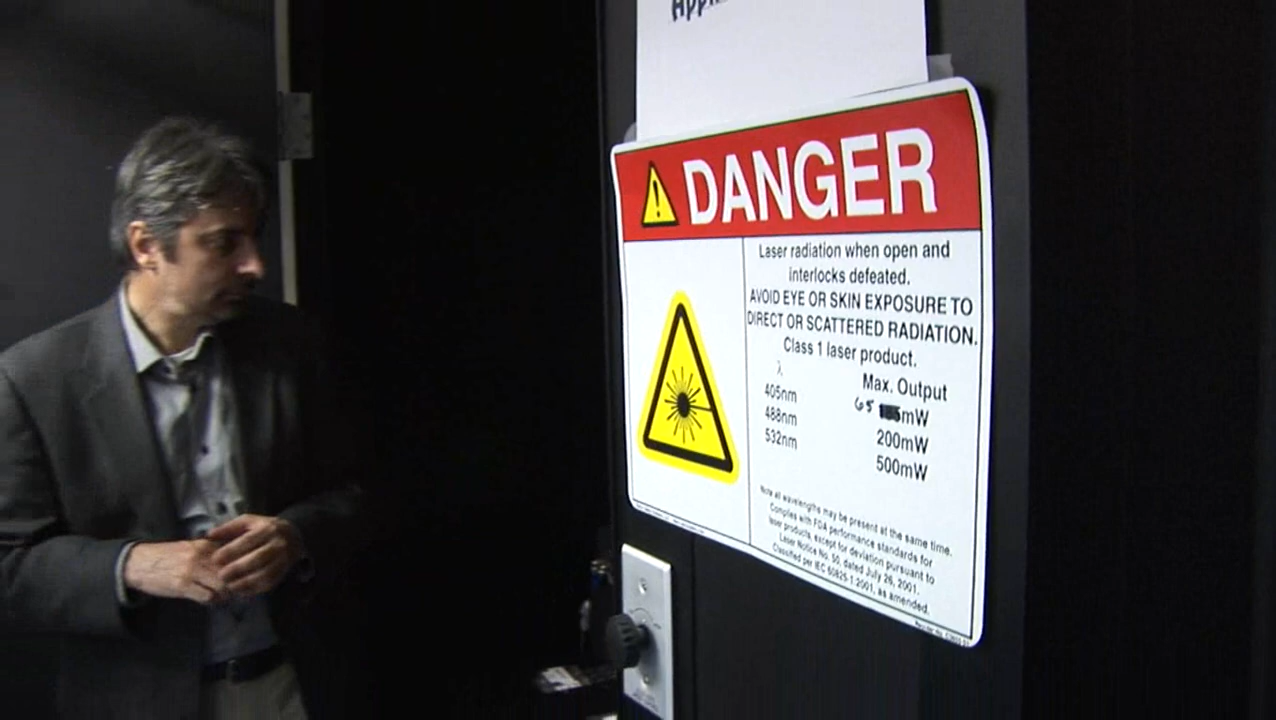 DANGER
Laser radiation when open and
interlocks defeated.
AVOID EYE OR SKIN EXPOSURE TO
DIRECT OR SCATTERED RADIATION.
Class 1 laser product.
λ Max. Output
405nm 65 mW
488nm 200mW
532nm 500mW
Note all wavelengths may be present at the same time.
Complies with FDA performance standards for
laser products, except for deviation pursuant to
Laser Notice No. 50, dated July 26, 2001.
Classified per IEC 60825-1:2001, as amended.